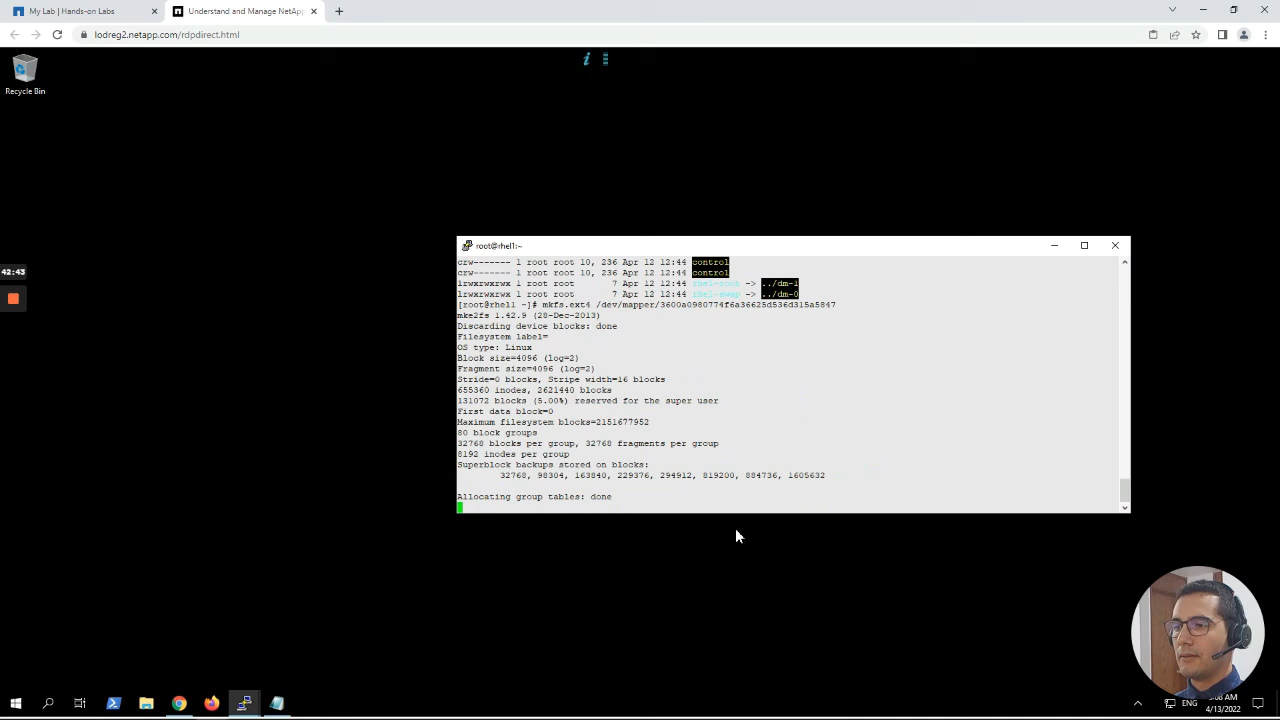 My Lab | Hands-on Labs
Understand and Manage NetApp
lodreg2.netapp.com/rdpdirect.html
Recycle Bin
42:43
root@rhel1:~
crw------- 1 root root 10, 236 Apr 12 12:44 control
crw------- 1 root root 10, 236 Apr 12 12:44 control
lrwxrwxrwx 1 root root       7 Apr 12 12:44 rhel-root -> ../dm-1
lrwxrwxrwx 1 root root       7 Apr 12 12:44 rhel-swap -> ../dm-0
[root@rhel1 ~]# mkfs.ext4 /dev/mapper/3600a0980774f6a36625d536d315a5847
mke2fs 1.42.9 (28-Dec-2013)
Discarding device blocks: done
Filesystem label=
OS type: Linux
Block size=4096 (log=2)
Fragment size=4096 (log=2)
Stride=0 blocks, Stripe width=16 blocks
655360 inodes, 2621440 blocks
131072 blocks (5.00%) reserved for the super user
First data block=0
Maximum filesystem blocks=2151677952
80 block groups
32768 blocks per group, 32768 fragments per group
8192 inodes per group
Superblock backups stored on blocks:
32768, 98304, 163840, 229376, 294912, 819200, 884736, 1605632
Allocating group tables: done
ENG
4/13/2022